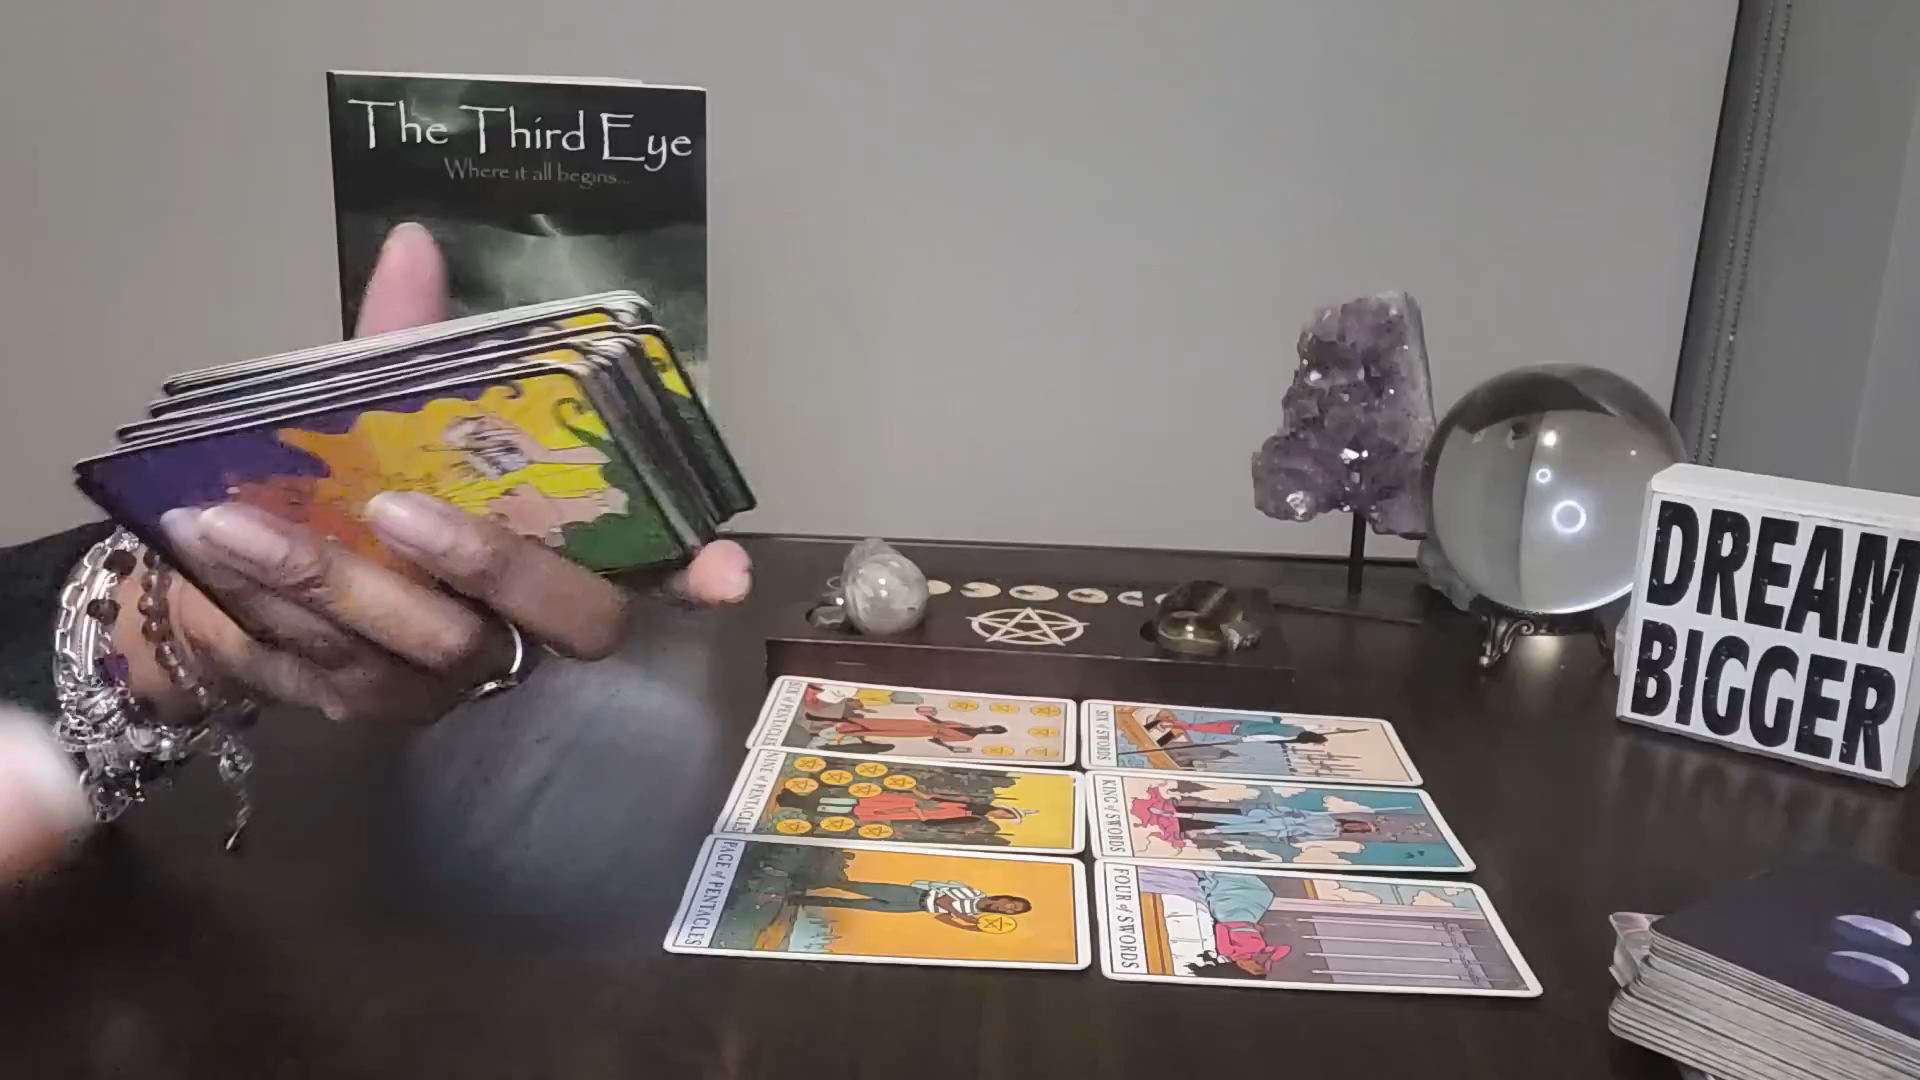 The Third Eye
Where it all begins...
DREAM
BIGGER
SIX of PENTACLES
SIX of SWORDS
NINE of PENTACLES
KING of SWORDS
PAGE of PENTACLES
FOUR of SWORDS